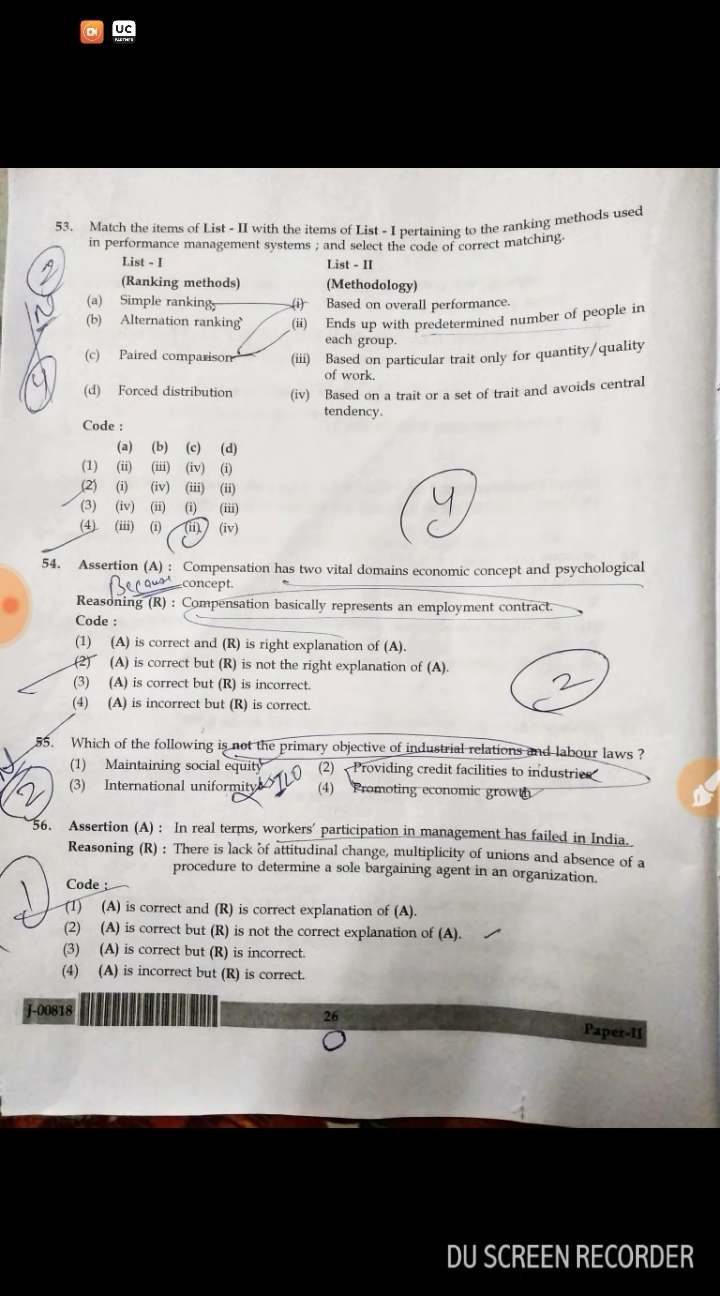 UC
PARTNER
53. Match the items of List - II with the items of List - I pertaining to the ranking methods used
in performance management systems ; and select the code of correct matching.
List - I List - II
(Ranking methods) (Methodology)
(a) Simple ranking (i) Based on overall performance.
(b) Alternation ranking (ii) Ends up with predetermined number of people in
each group.
(c) Paired comparison (iii) Based on particular trait only for quantity/quality
of work.
(d) Forced distribution (iv) Based on a trait or a set of trait and avoids central
tendency.
Code :
(a) (b) (c) (d)
(1) (ii) (iii) (iv) (i)
(2) (i) (iv) (iii) (ii)
(3) (iv) (ii) (i) (iii)
(4) (iii) (i) (ii) (iv)
4
54. Assertion (A) : Compensation has two vital domains economic concept and psychological
Because concept.
Reasoning (R) : Compensation basically represents an employment contract.
Code :
(1) (A) is correct and (R) is right explanation of (A).
(2) (A) is correct but (R) is not the right explanation of (A).
(3) (A) is correct but (R) is incorrect.
(4) (A) is incorrect but (R) is correct.
2
55. Which of the following is not the primary objective of industrial relations and labour laws ?
(1) Maintaining social equity (2) Providing credit facilities to industries
(3) International uniformity ILO (4) Promoting economic growth
2
56. Assertion (A) : In real terms, workers' participation in management has failed in India.
Reasoning (R) : There is lack of attitudinal change, multiplicity of unions and absence of a
procedure to determine a sole bargaining agent in an organization.
Code :
1
(1) (A) is correct and (R) is correct explanation of (A).
(2) (A) is correct but (R) is not the correct explanation of (A).
(3) (A) is correct but (R) is incorrect.
(4) (A) is incorrect but (R) is correct.
J-00818 26 Paper-II
DU SCREEN RECORDER